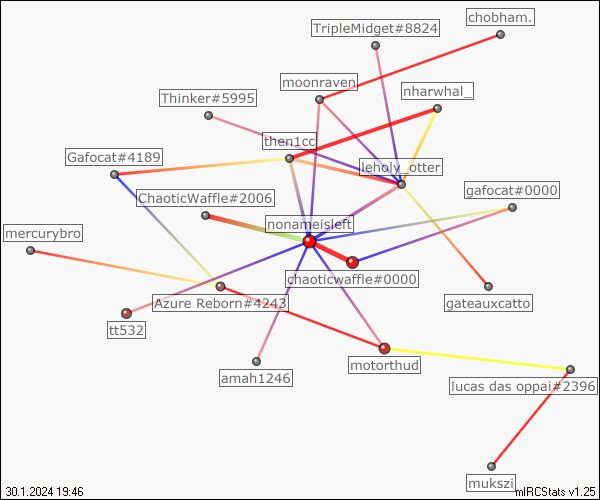 chobham.
TripleMidget#8824
moonraven
nharwhal_
Thinker#5995
then1cc
Gafocat#4189
leholy_otter
ChaoticWaffle#2006
gafocat#0000
nonameisleft
mercurybro
chaoticwaffle#0000
Azure Reborn#4243
gateauxcatto
tt532
motorthud
amah1246
lucas das oppai#2396
mukszi
30.1.2024 19:46
mIRCStats v1.25